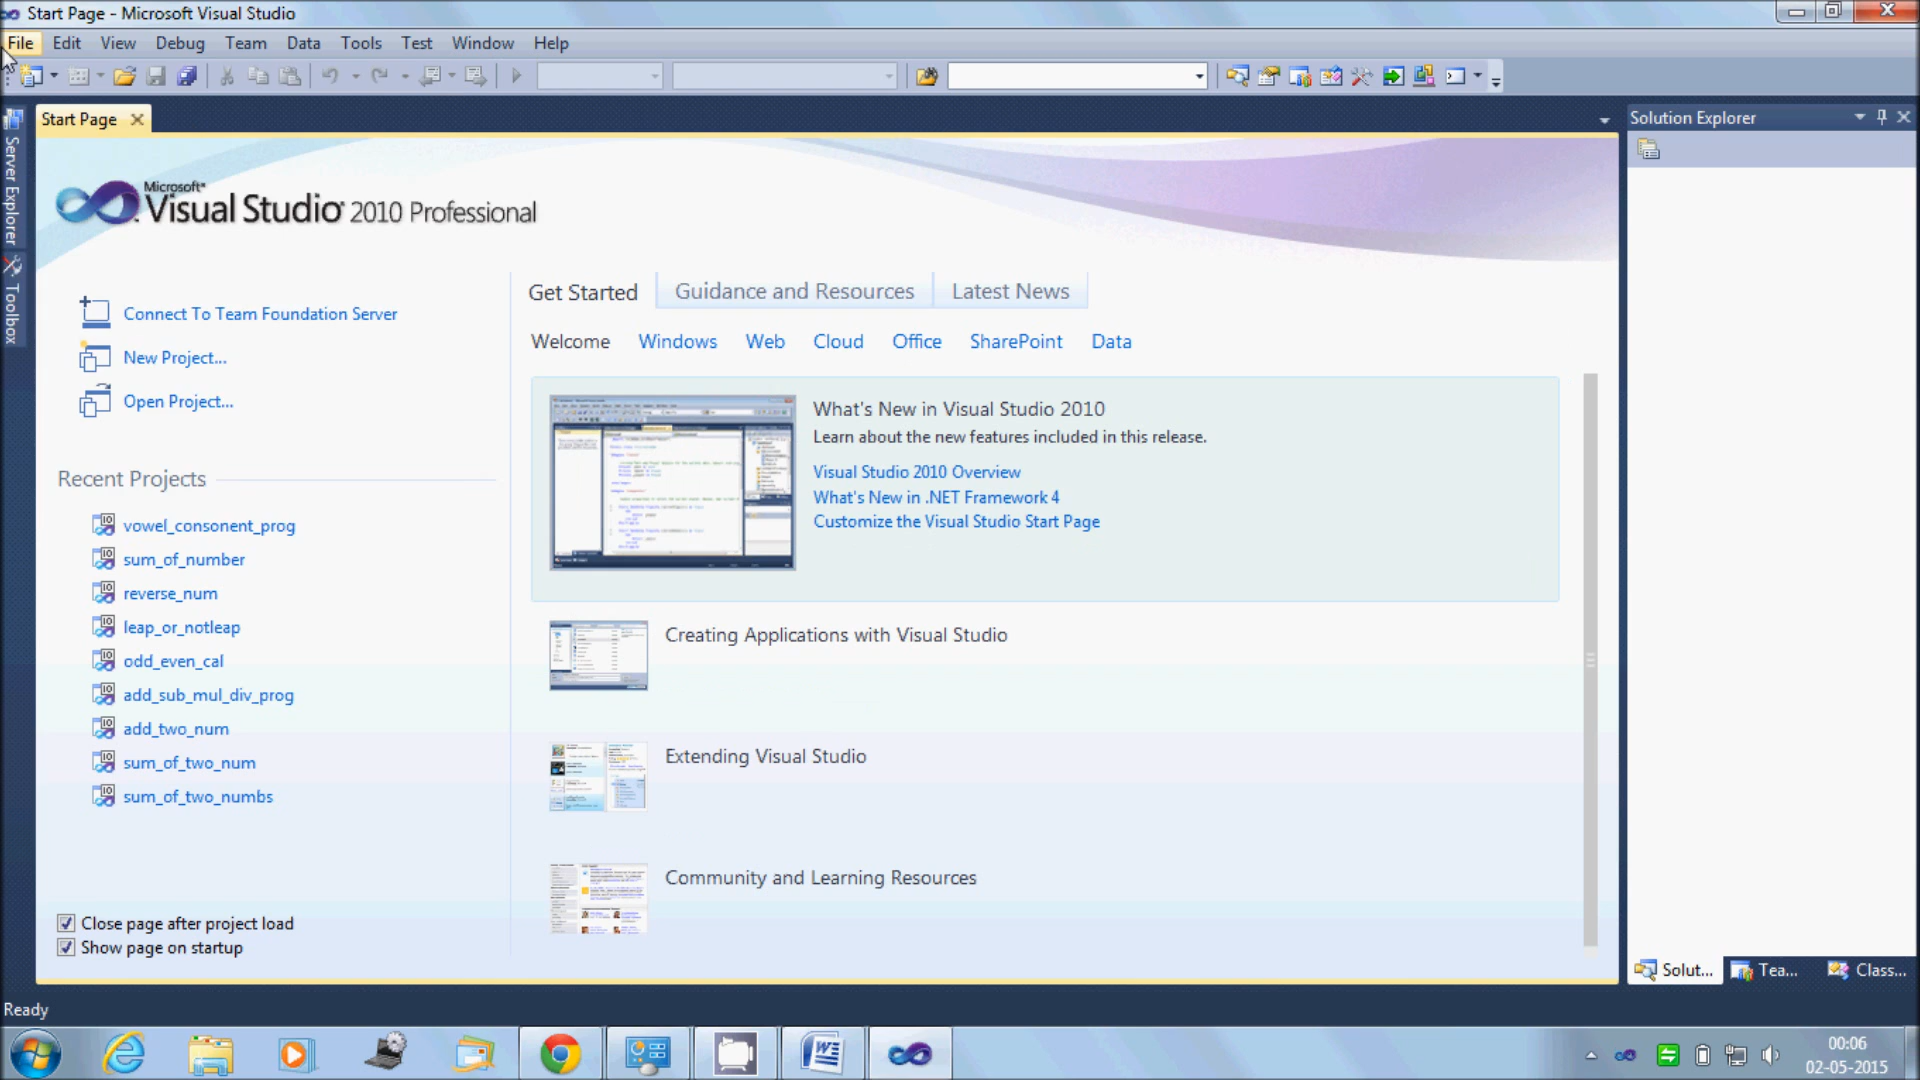 Start Page - Microsoft Visual Studio
File Edit View Debug Team Data Tools Test Window Help
Start Page
Solution Explorer
Server Explorer
Toolbox
Microsoft®
Visual Studio® 2010 Professional
Connect To Team Foundation Server
New Project...
Open Project...
Recent Projects
vowel_consonent_prog
sum_of_number
reverse_num
leap_or_notleap
odd_even_cal
add_sub_mul_div_prog
add_two_num
sum_of_two_num
sum_of_two_numbs
Close page after project load
Show page on startup
Get Started Guidance and Resources Latest News
Welcome Windows Web Cloud Office SharePoint Data
What's New in Visual Studio 2010
Learn about the new features included in this release.
Visual Studio 2010 Overview
What's New in .NET Framework 4
Customize the Visual Studio Start Page
Creating Applications with Visual Studio
Extending Visual Studio
Community and Learning Resources
Solut... Tea... Class...
Ready
00:06
02-05-2015